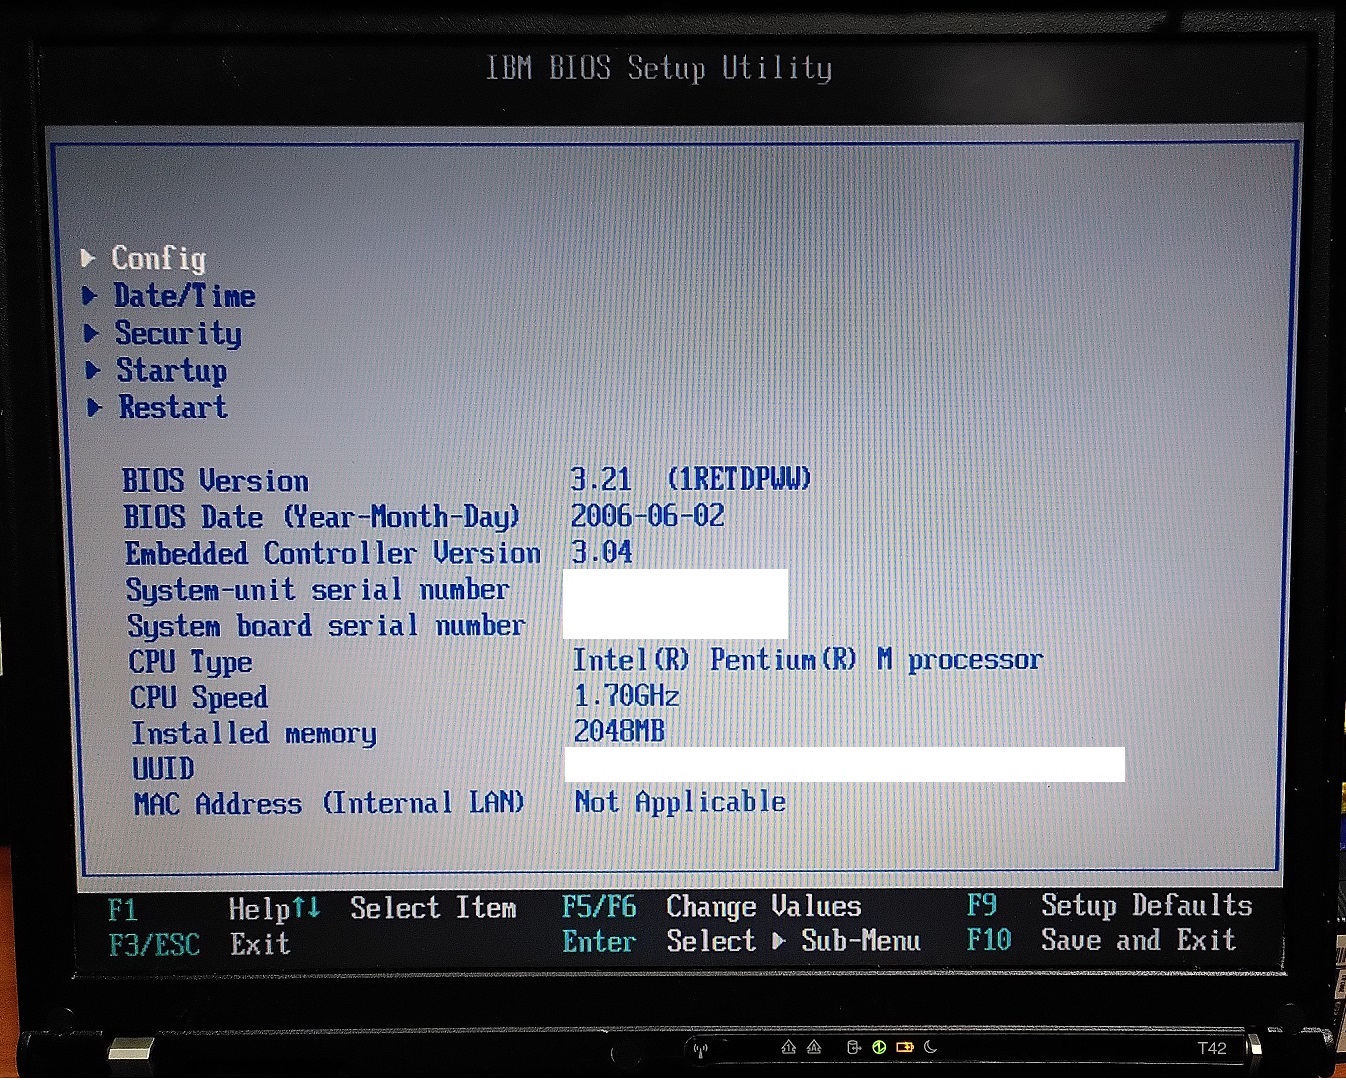 IBM BIOS Setup Utility
Config
Date/Time
Security
Startup
Restart
BIOS Version 3.21 (1RETDPWW)
BIOS Date (Year-Month-Day) 2006-06-02
Embedded Controller Version 3.04
System-unit serial number
System board serial number
CPU Type Intel(R) Pentium(R) M processor
CPU Speed 1.70GHz
Installed memory 2048MB
UUID
MAC Address (Internal LAN) Not Applicable
F1 Help↑↓ Select Item F5/F6 Change Values F9 Setup Defaults
F3/ESC Exit Enter Select ▶ Sub-Menu F10 Save and Exit
T42